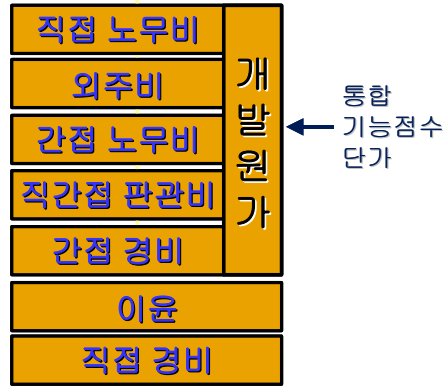 직접 노무비
외주비
간접 노무비
직간접 판관비
간접 경비
개
발
원
가
통합
기능점수
단가
이윤
직접 경비